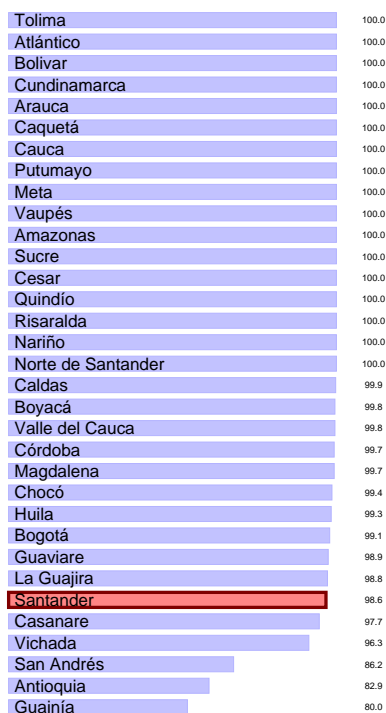 Tolima 100.0
Atlántico 100.0
Bolivar 100.0
Cundinamarca 100.0
Arauca 100.0
Caquetá 100.0
Cauca 100.0
Putumayo 100.0
Meta 100.0
Vaupés 100.0
Amazonas 100.0
Sucre 100.0
Cesar 100.0
Quindío 100.0
Risaralda 100.0
Nariño 100.0
Norte de Santander 100.0
Caldas 99.9
Boyacá 99.8
Valle del Cauca 99.8
Córdoba 99.7
Magdalena 99.7
Chocó 99.4
Huila 99.3
Bogotá 99.1
Guaviare 98.9
La Guajira 98.8
Santander 98.6
Casanare 97.7
Vichada 96.3
San Andrés 86.2
Antioquia 82.9
Guainía 80.0